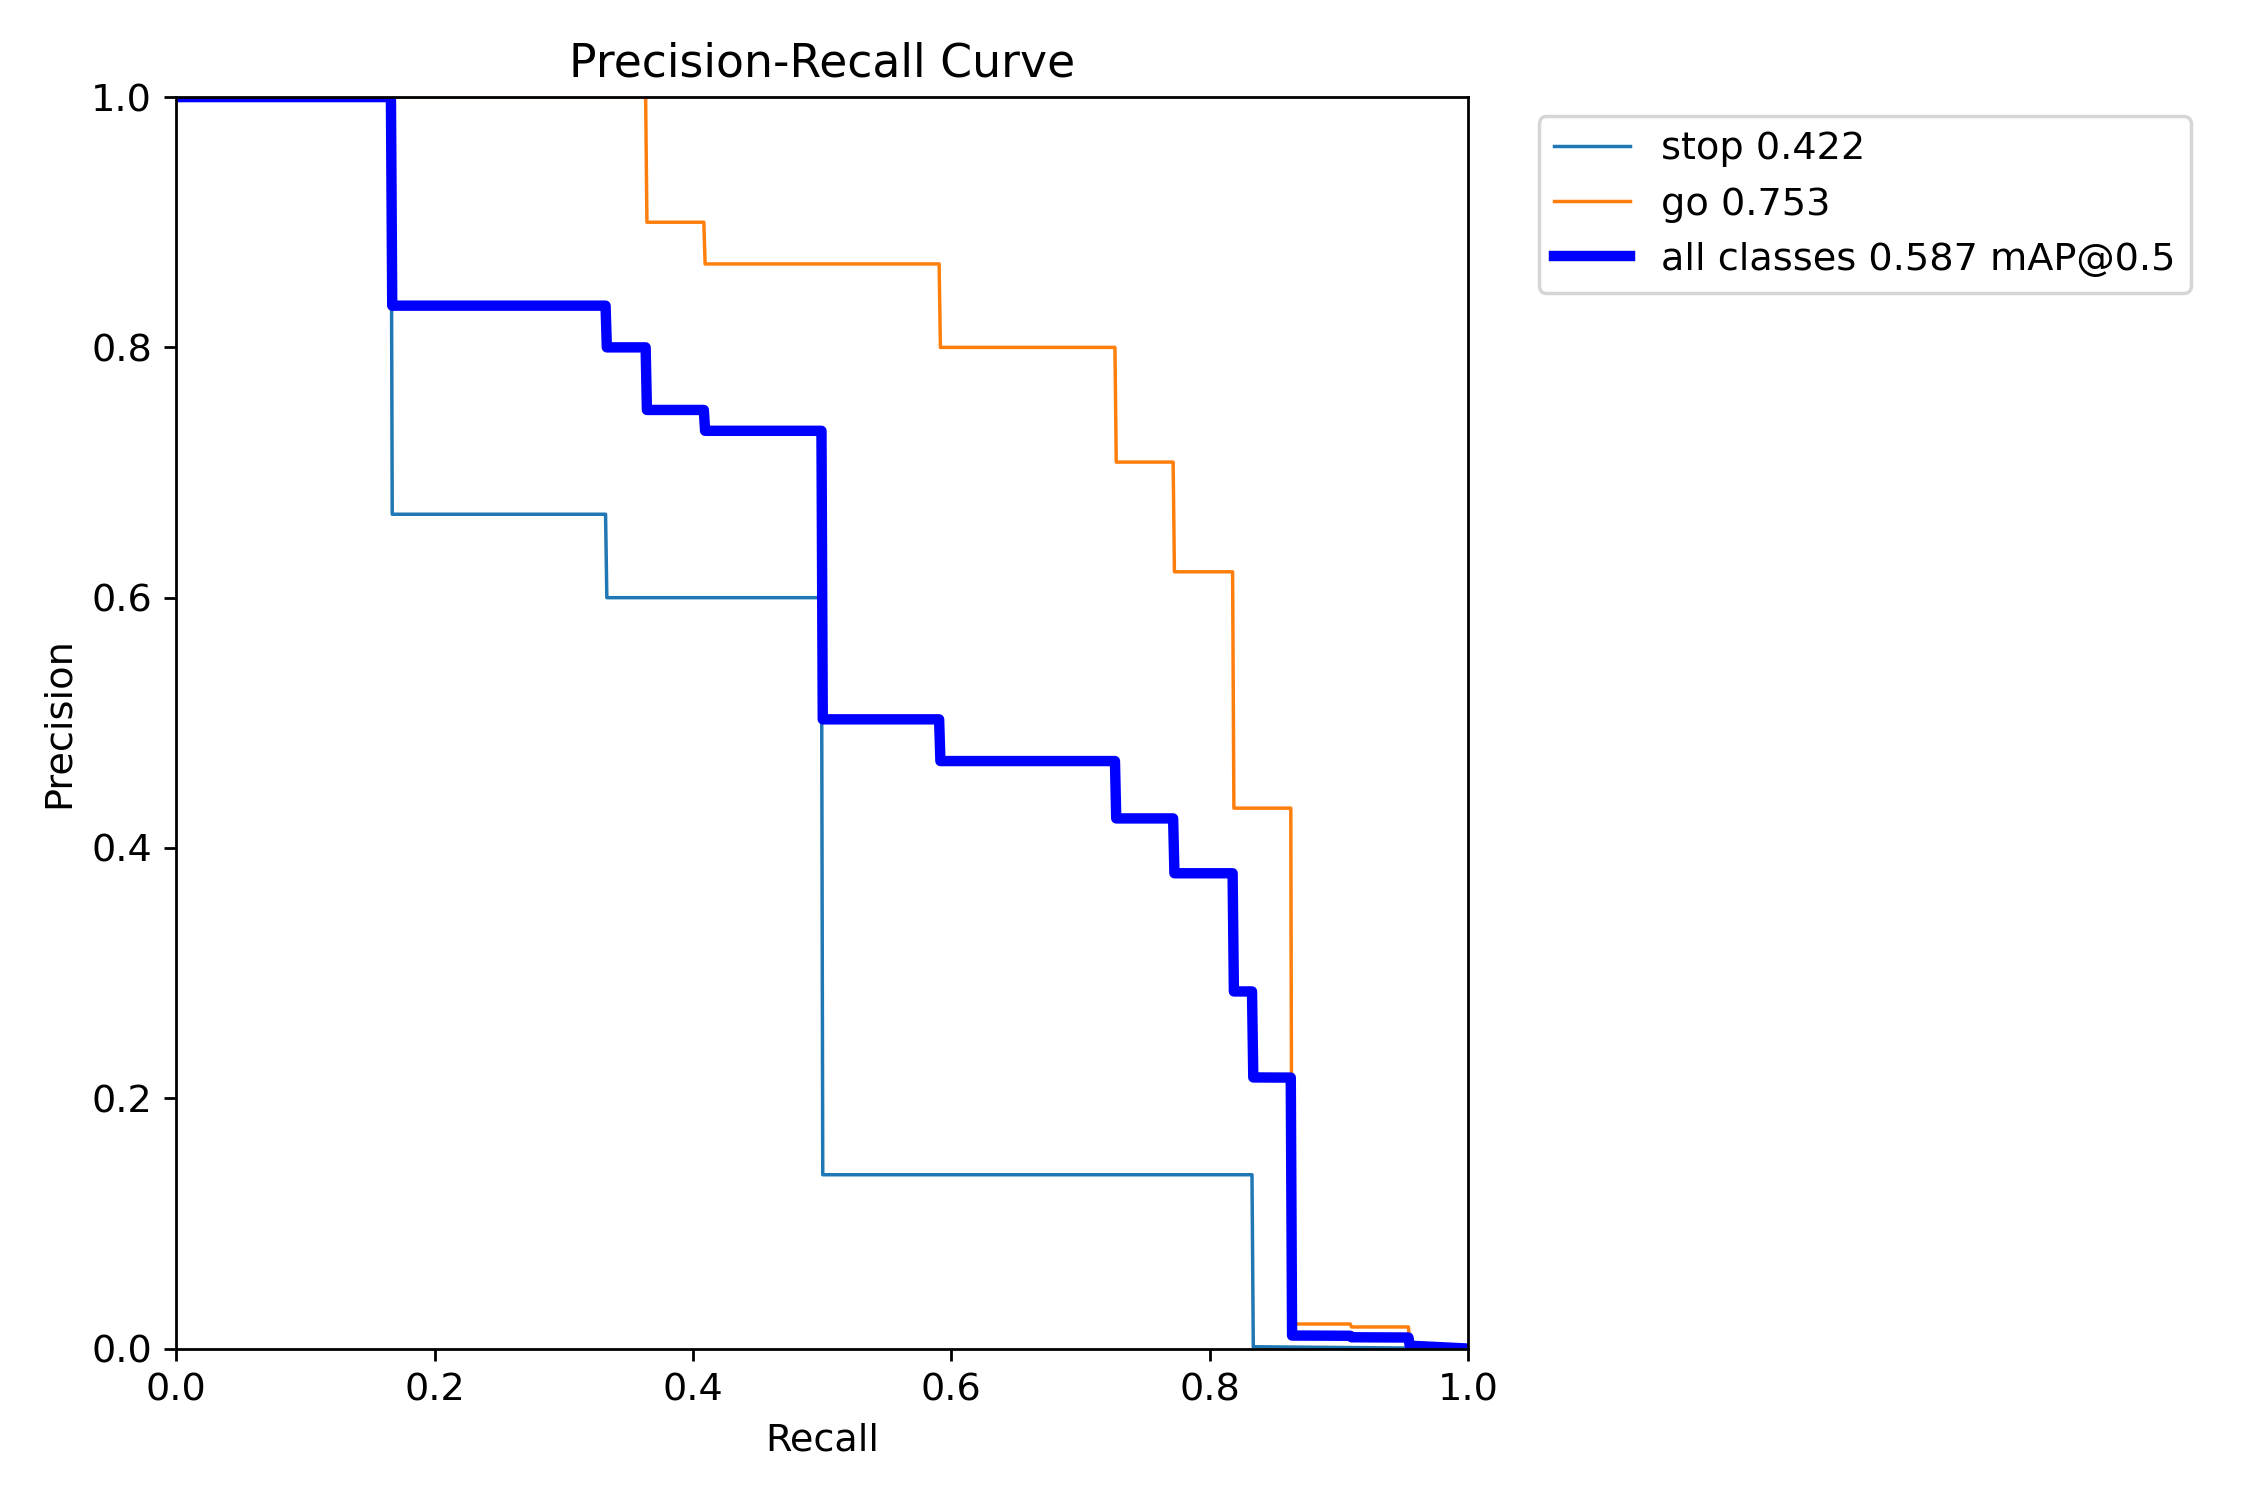 Precision-Recall Curve
1.0
0.8
0.6
0.4
0.2
0.0
Precision
0.0 0.2 0.4 0.6 0.8 1.0
Recall
stop 0.422
go 0.753
all classes 0.587 mAP@0.5